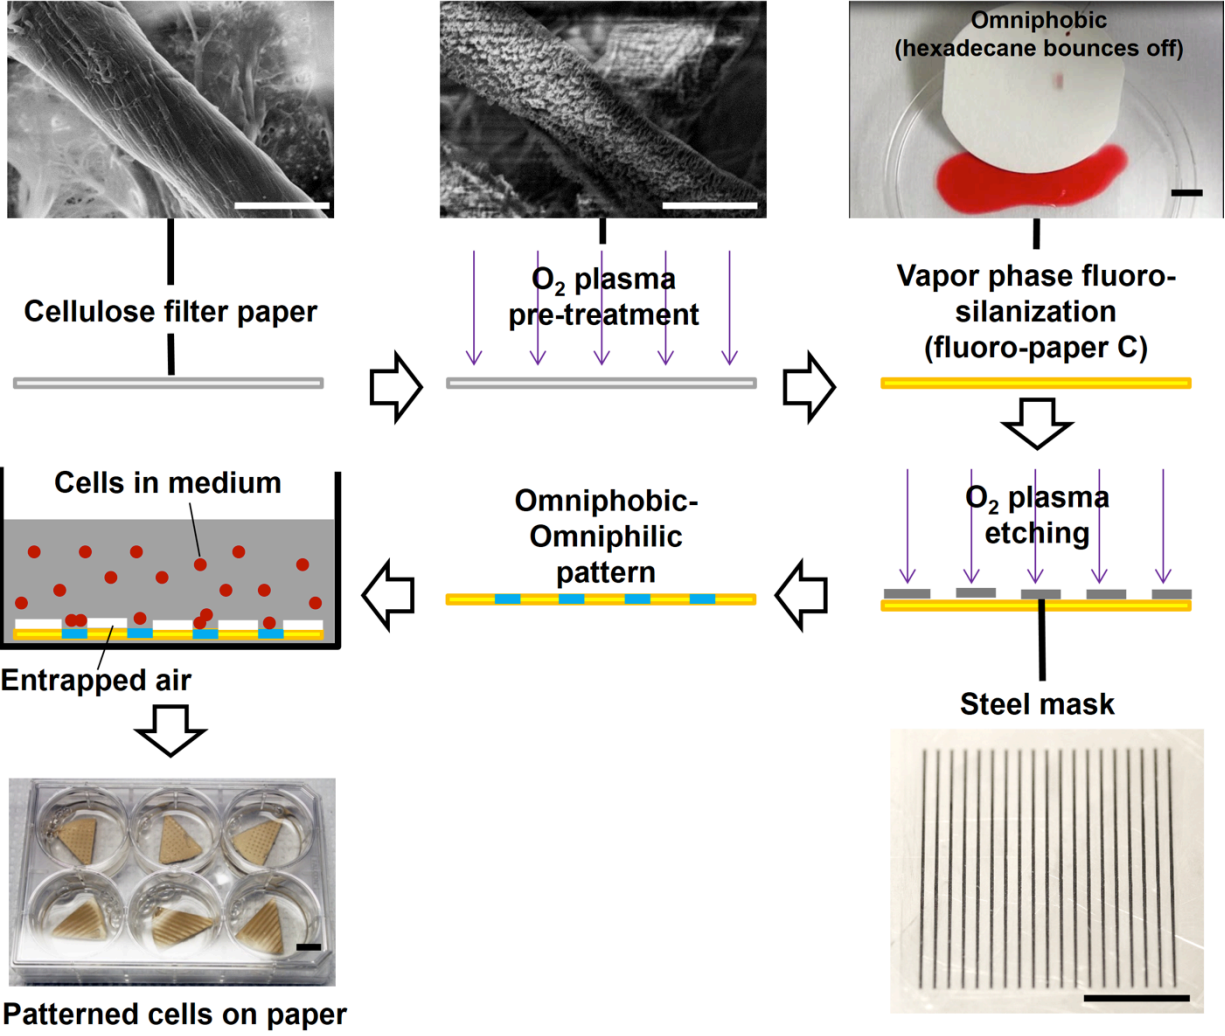 Omniphobic
(hexadecane bounces off)
Cellulose filter paper
O2 plasma
pre-treatment
Vapor phase fluoro-
silanization
(fluoro-paper C)
Cells in medium
Omniphobic-
Omniphilic
pattern
O2 plasma
etching
Entrapped air
Steel mask
Patterned cells on paper